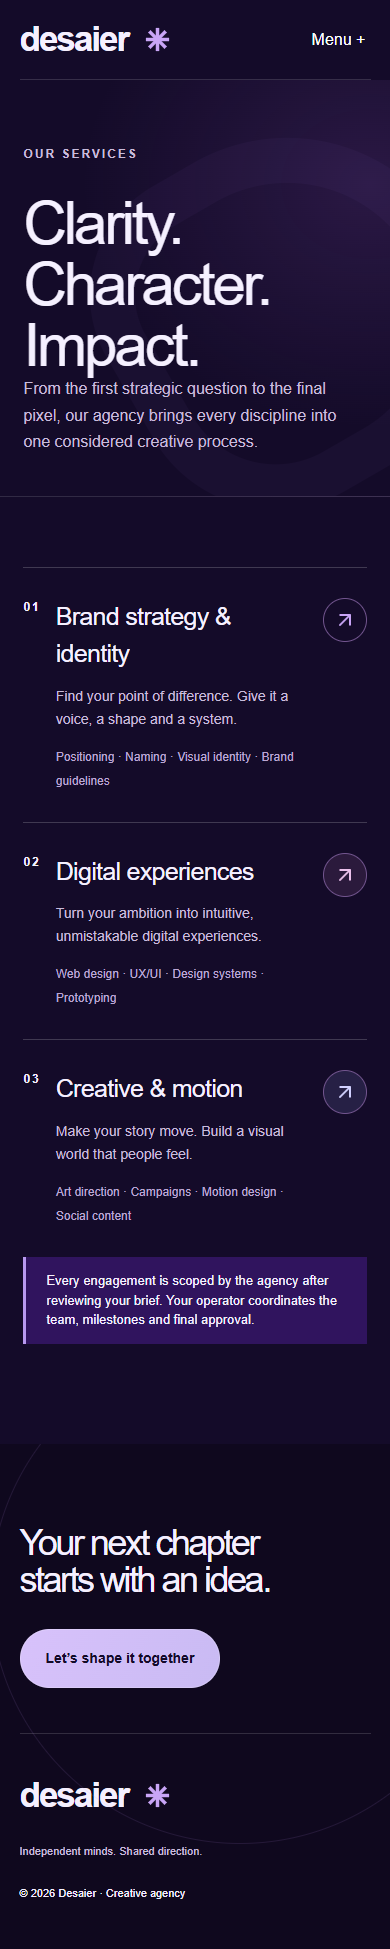 desaier
Menu +
OUR SERVICES
Clarity.
Character.
Impact.
From the first strategic question to the final
pixel, our agency brings every discipline into
one considered creative process.
01
Brand strategy &
identity
Find your point of difference. Give it a
voice, a shape and a system.
Positioning · Naming · Visual identity · Brand
guidelines
02
Digital experiences
Turn your ambition into intuitive,
unmistakable digital experiences.
Web design · UX/UI · Design systems ·
Prototyping
03
Creative & motion
Make your story move. Build a visual
world that people feel.
Art direction · Campaigns · Motion design ·
Social content
Every engagement is scoped by the agency after
reviewing your brief. Your operator coordinates the
team, milestones and final approval.
Your next chapter
starts with an idea.
Let’s shape it together
desaier
Independent minds. Shared direction.
© 2026 Desaier · Creative agency